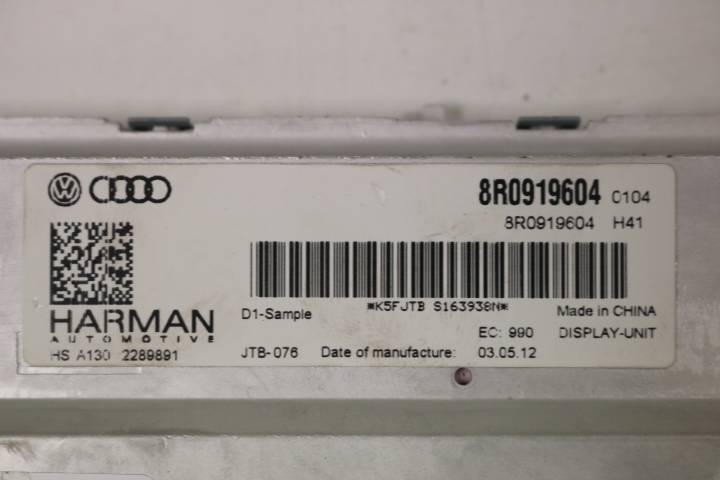 8R0919604 0104
8R0919604 H41
*K5FJTB S163938N*
D1-Sample
Made in CHINA
HARMAN
AUTOMOTIVE
EC: 990 DISPLAY-UNIT
HS A130 2289891
JTB-076 Date of manufacture: 03.05.12